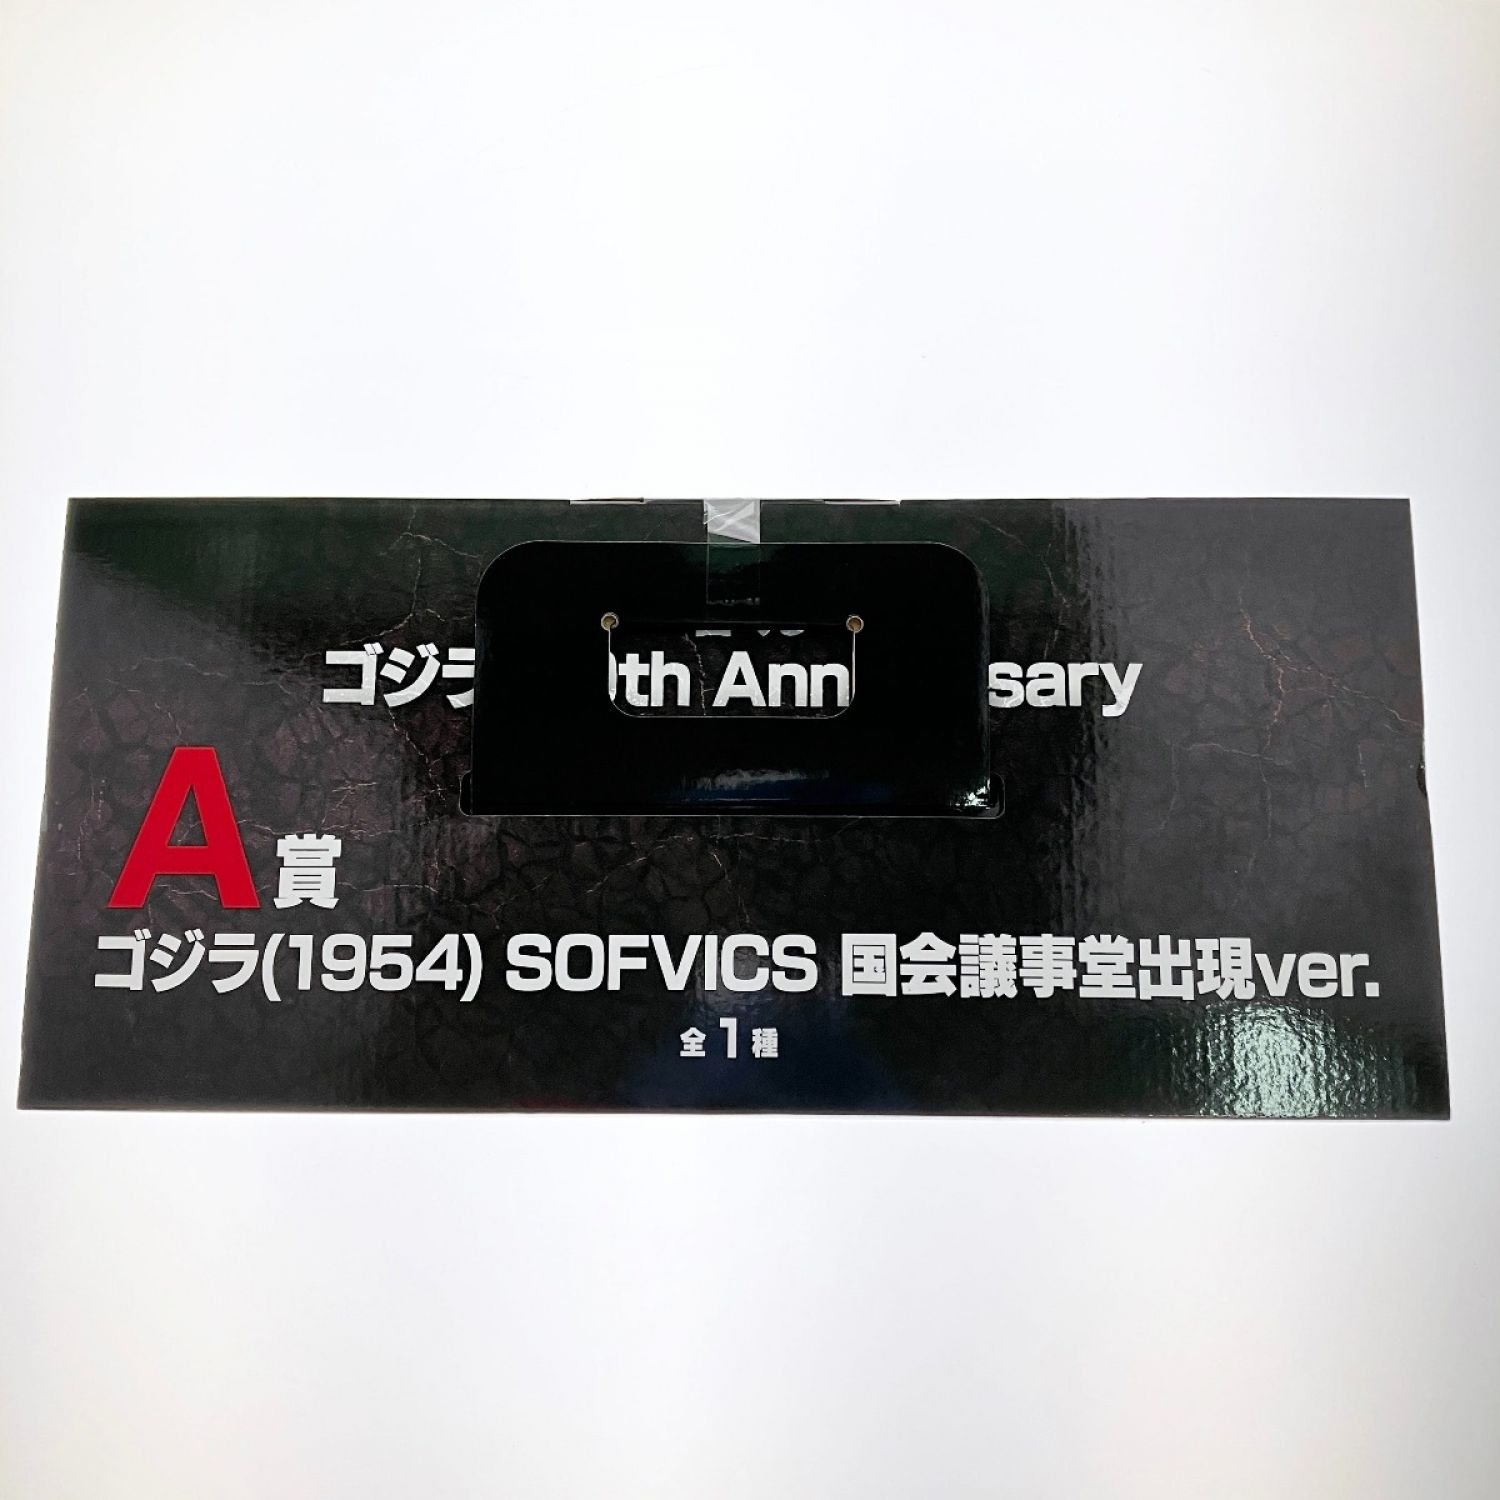 ゴジラ th Ann sary
A賞
ゴジラ(1954) SOFVICS 国会議事堂出現ver.
全1種